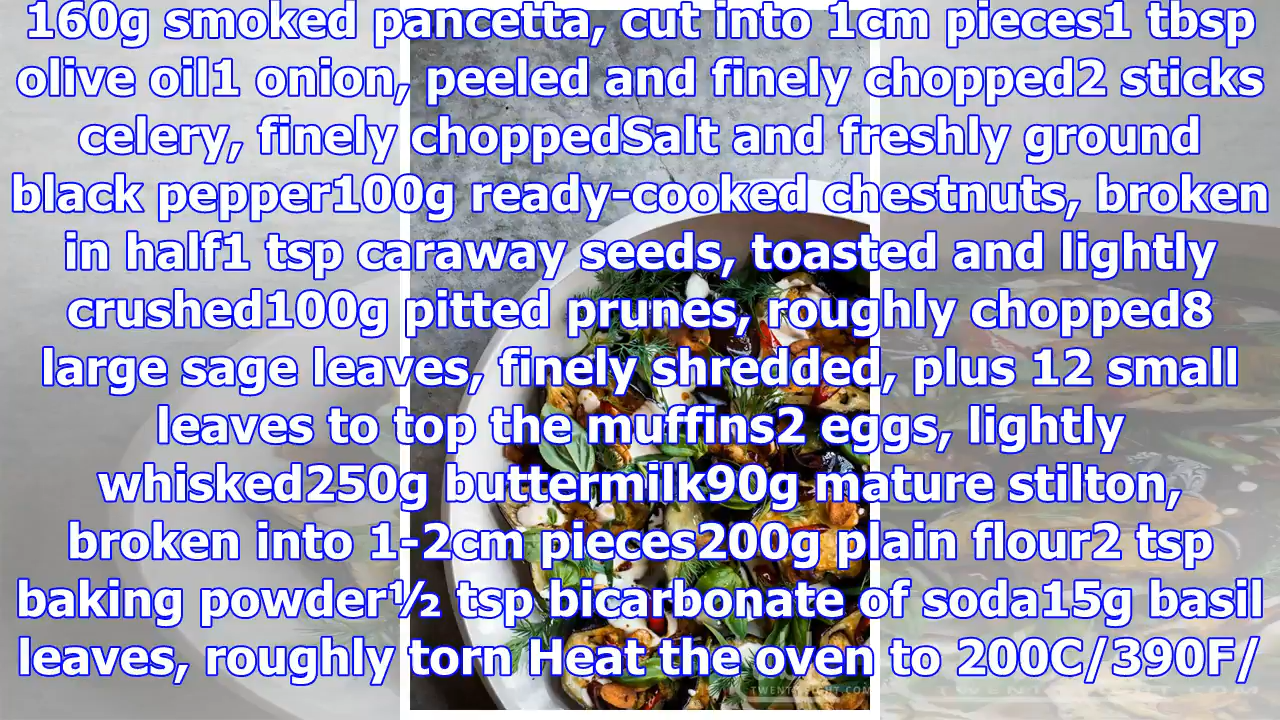 160g smoked pancetta, cut into 1cm pieces1 tbsp
olive oil1 onion, peeled and finely chopped2 sticks
celery, finely choppedSalt and freshly ground
black pepper100g ready-cooked chestnuts, broken
in half1 tsp caraway seeds, toasted and lightly
crushed100g pitted prunes, roughly chopped8
large sage leaves, finely shredded, plus 12 small
leaves to top the muffins2 eggs, lightly
whisked250g buttermilk90g mature stilton,
broken into 1-2cm pieces200g plain flour2 tsp
baking powder½ tsp bicarbonate of soda15g basil
leaves, roughly torn Heat the oven to 200C/390F/